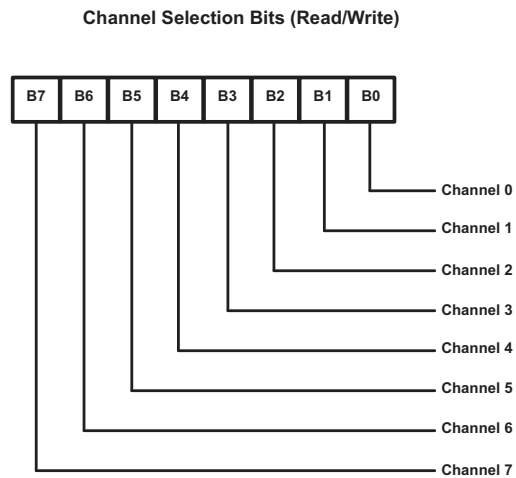 Channel Selection Bits (Read/Write)
B7 B6 B5 B4 B3 B2 B1 B0
Channel 0
Channel 1
Channel 2
Channel 3
Channel 4
Channel 5
Channel 6
Channel 7